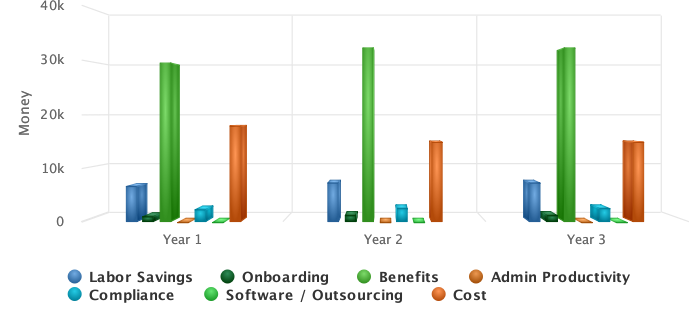 40k
30k
20k
10k
0
Money
Year 1 Year 2 Year 3
Labor Savings Onboarding Benefits Admin Productivity
Compliance Software / Outsourcing Cost